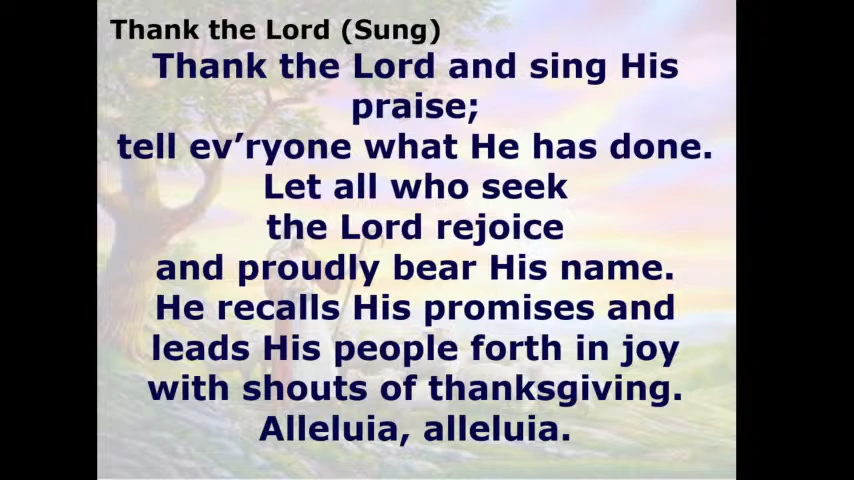 Thank the Lord (Sung)
Thank the Lord and sing His
praise;
tell ev’ryone what He has done.
Let all who seek
the Lord rejoice
and proudly bear His name.
He recalls His promises and
leads His people forth in joy
with shouts of thanksgiving.
Alleluia, alleluia.